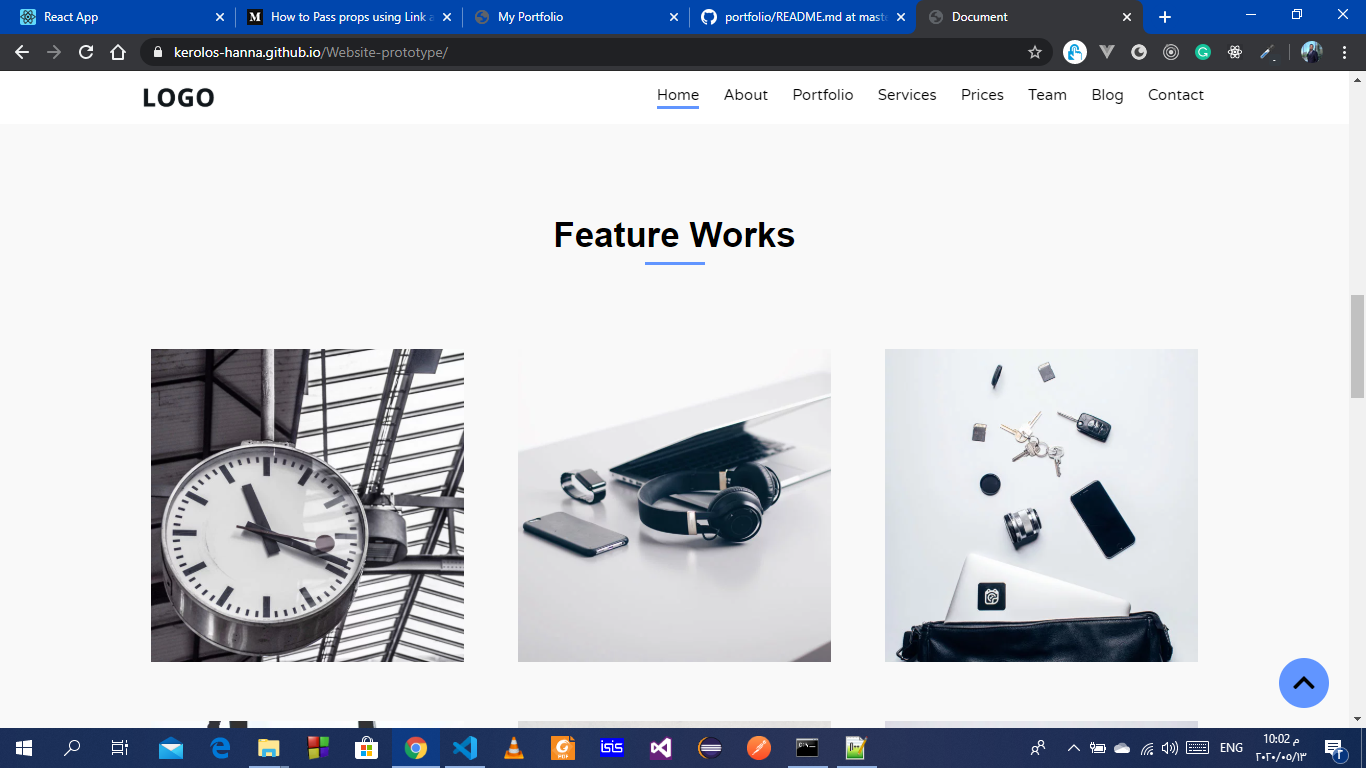 React App
How to Pass props using Link a
My Portfolio
portfolio/README.md at mast
Document
kerolos-hanna.github.io/Website-prototype/
LOGO
Home About Portfolio Services Prices Team Blog Contact
Feature Works
ENG
10:02 م
٢٠٢٠/٠٥/١٣